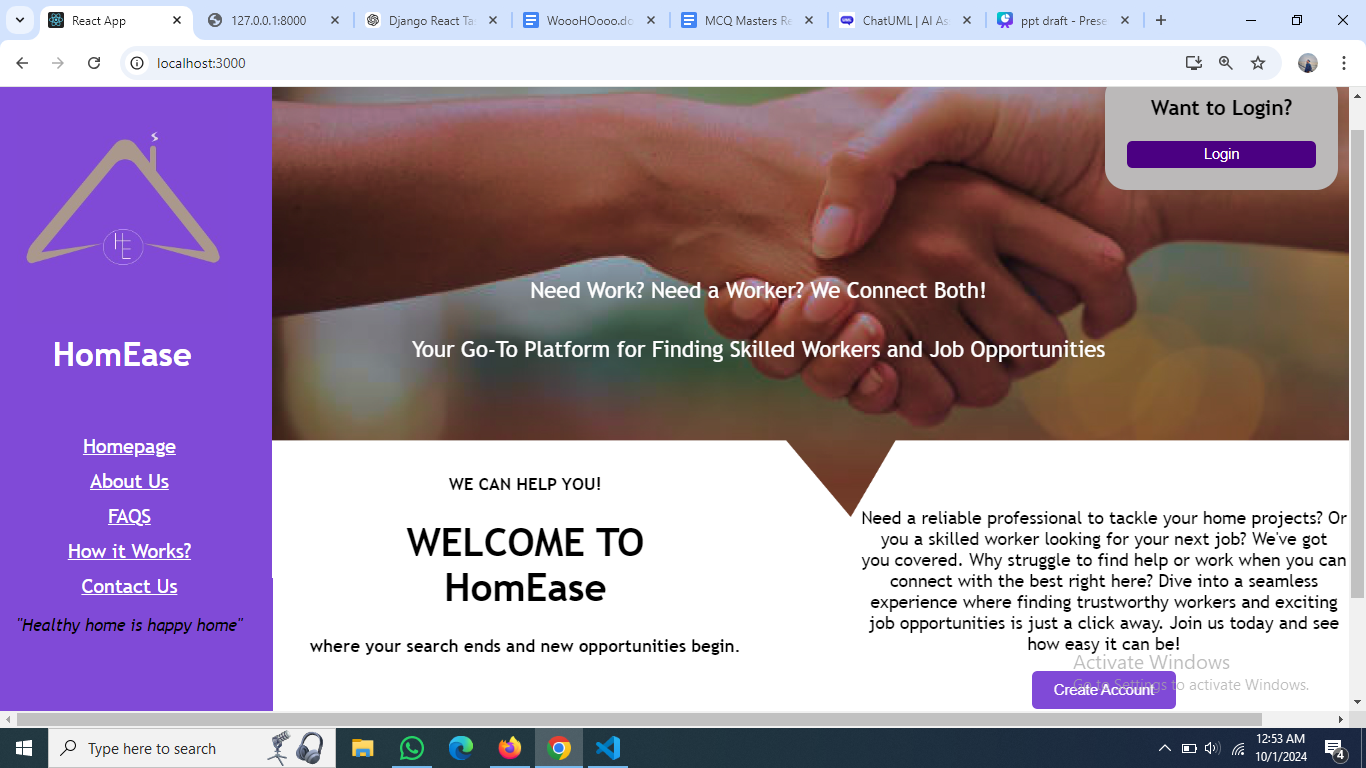 React App
127.0.0.1:8000
Django React Ta
WoooHOooo.do
MCQ Masters Re
ChatUML | AI As
ppt draft - Prese
localhost:3000
HE
HomEase
Homepage
About Us
FAQS
How it Works?
Contact Us
"Healthy home is happy home"
Want to Login?
Login
Need Work? Need a Worker? We Connect Both!
Your Go-To Platform for Finding Skilled Workers and Job Opportunities
WE CAN HELP YOU!
WELCOME TO
HomEase
where your search ends and new opportunities begin.
Need a reliable professional to tackle your home projects? Or
you a skilled worker looking for your next job? We've got
you covered. Why struggle to find help or work when you can
connect with the best right here? Dive into a seamless
experience where finding trustworthy workers and exciting
job opportunities is just a click away. Join us today and see
how easy it can be!
Create Account
Activate Windows
Go to Settings to activate Windows.
Type here to search
12:53 AM
10/1/2024
4